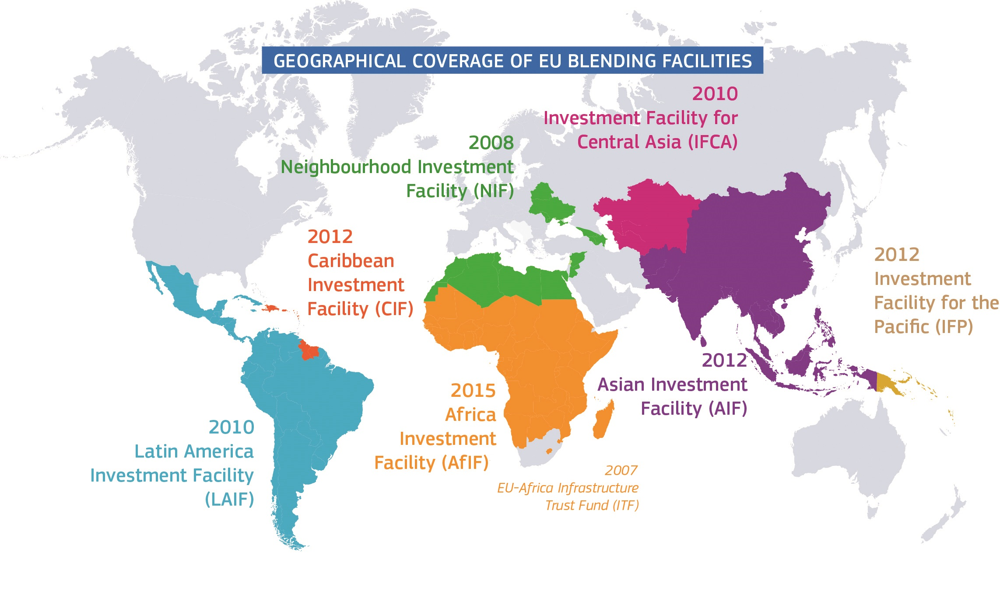 GEOGRAPHICAL COVERAGE OF EU BLENDING FACILITIES
2010
Investment Facility for
Central Asia (IFCA)
2008
Neighbourhood Investment
Facility (NIF)
2012
Caribbean
Investment
Facility (CIF)
2012
Investment
Facility for the
Pacific (IFP)
2012
Asian Investment
Facility (AIF)
2015
Africa
Investment
Facility (AfIF)
2010
Latin America
Investment Facility
(LAIF)
2007
EU-Africa Infrastructure
Trust Fund (ITF)